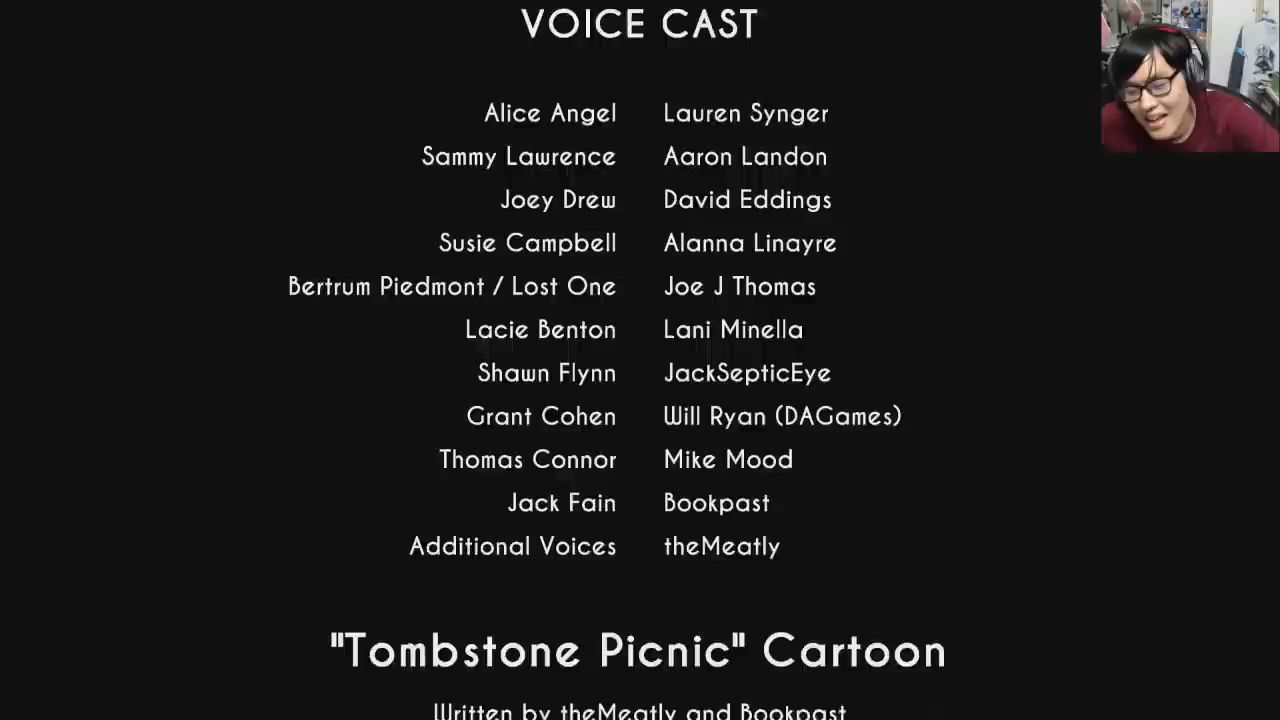 VOICE CAST
Alice Angel Lauren Synger
Sammy Lawrence Aaron Landon
Joey Drew David Eddings
Susie Campbell Alanna Linayre
Bertrum Piedmont / Lost One Joe J Thomas
Lacie Benton Lani Minella
Shawn Flynn JackSepticEye
Grant Cohen Will Ryan (DAGames)
Thomas Connor Mike Mood
Jack Fain Bookpast
Additional Voices theMeatly
"Tombstone Picnic" Cartoon
Written by theMeatly and Bookpast